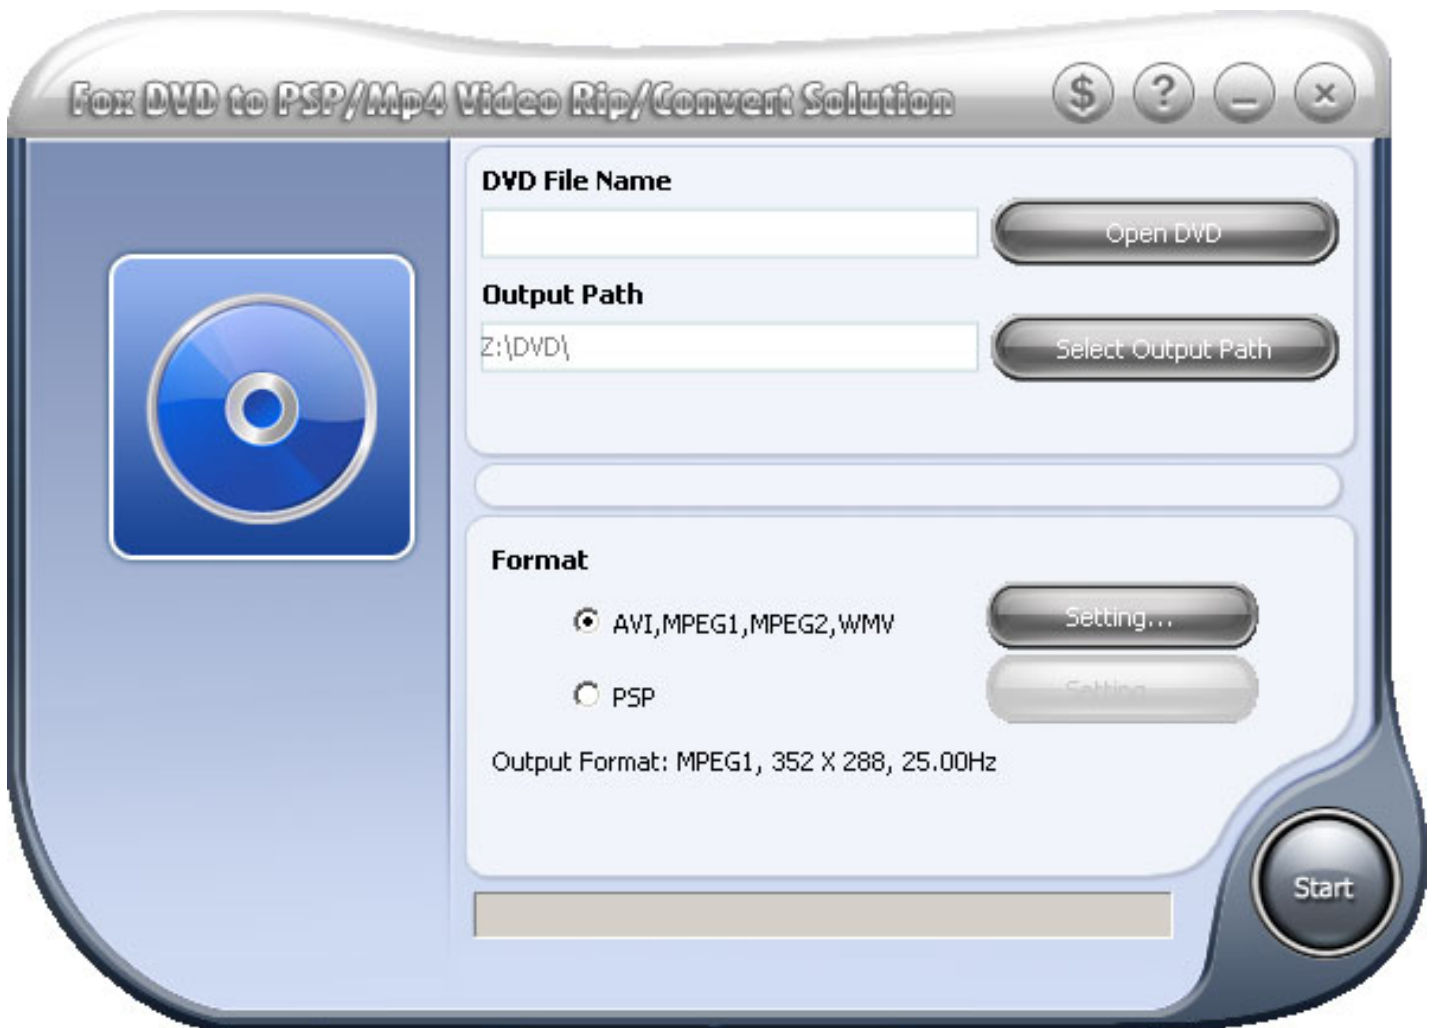 Fox DVD to PSP/Mp4 Video Rip/Convert Solution
$ ?
DVD File Name
Open DVD
Output Path
Z:\DVD\
Select Output Path
Format
AVI,MPEG1,MPEG2,WMV
Setting...
PSP
Setting...
Output Format: MPEG1, 352 X 288, 25.00Hz
Start